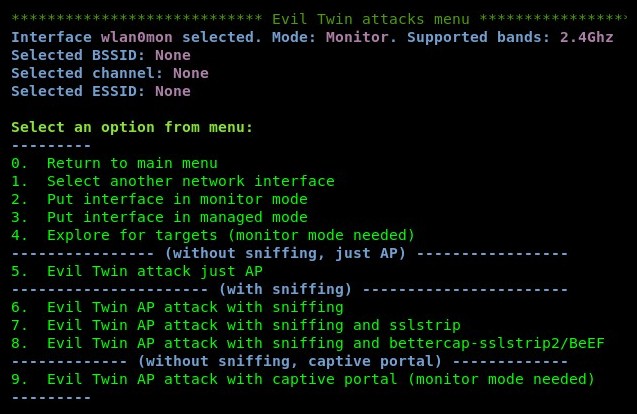 **************************** Evil Twin attacks menu *****************
Interface wlan0mon selected. Mode: Monitor. Supported bands: 2.4Ghz
Selected BSSID: None
Selected channel: None
Selected ESSID: None
Select an option from menu:
---------
0.  Return to main menu
1.  Select another network interface
2.  Put interface in monitor mode
3.  Put interface in managed mode
4.  Explore for targets (monitor mode needed)
---------------- (without sniffing, just AP) -----------------
5.  Evil Twin attack just AP
---------------------- (with sniffing) -----------------------
6.  Evil Twin AP attack with sniffing
7.  Evil Twin AP attack with sniffing and sslstrip
8.  Evil Twin AP attack with sniffing and bettercap-sslstrip2/BeEF
------------- (without sniffing, captive portal) -------------
9.  Evil Twin AP attack with captive portal (monitor mode needed)
---------